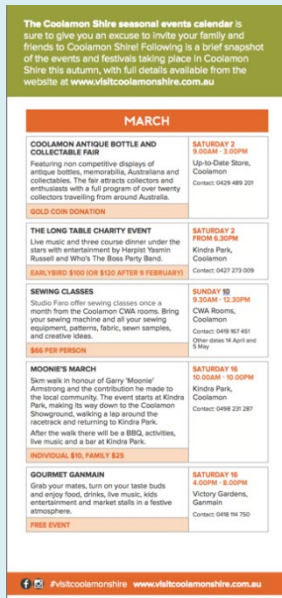 The Coolamon Shire seasonal events calendar is
sure to give you an excuse to invite your family and
friends to Coolamon Shire! Following is a brief snapshot
of the events and festivals taking place in Coolamon
Shire this autumn, with full details available from the
website at www.visitcoolamonshire.com.au
MARCH
COOLAMON ANTIQUE BOTTLE AND
COLLECTABLE FAIR
Featuring non competitive displays of
antique bottles, memorabilia, Australiana and
collectables. The fair attracts collectors and
enthusiasts with a full program of over twenty
collectors travelling from around Australia.
GOLD COIN DONATION
SATURDAY 2
9.00AM - 3.00PM
Up-to-Date Store,
Coolamon
Contact: 0429 489 201
THE LONG TABLE CHARITY EVENT
Live music and three course dinner under the
stars with entertainment by Harpist Yasmin
Russell and Who's The Boss Party Band.
EARLYBIRD $100 (OR $120 AFTER 5 FEBRUARY)
SATURDAY 2
FROM 6.30PM
Kindra Park,
Coolamon
Contact: 0427 273 009
SEWING CLASSES
Studio Faro offer sewing classes once a
month from the Coolamon CWA rooms. Bring
your sewing machine and all your sewing
equipment, patterns, fabric, sewn samples,
and creative ideas.
$66 PER PERSON
SUNDAY 10
9.30AM - 12.30PM
CWA Rooms,
Coolamon
Contact: 0419 167 451
Other dates 14 April and
5 May
MOONIE'S MARCH
5km walk in honour of Garry 'Moonie'
Armstrong and the contribution he made to
the local community. The event starts at Kindra
Park, making its way down to the Coolamon
Showground, walking a lap around the
racetrack and returning to Kindra Park.
After the walk there will be a BBQ, activities,
live music and a bar at Kindra Park.
INDIVIDUAL $10, FAMILY $25
SATURDAY 16
10.00AM - 10.00PM
Kindra Park,
Coolamon
Contact: 0498 231 287
GOURMET GANMAIN
Grab your mates, turn on your taste buds
and enjoy food, drinks, live music, kids
entertainment and market stalls in a festive
atmosphere.
FREE EVENT
SATURDAY 16
4.00PM - 8.00PM
Victory Gardens,
Ganmain
Contact: 0418 114 750
#visitcoolamonshire www.visitcoolamonshire.com.au